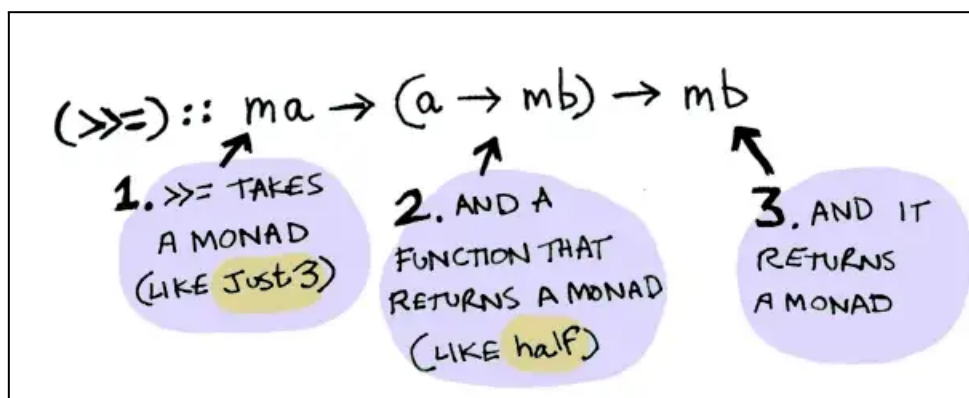 (>>=) :: ma → (a → mb) → mb
1. >>= TAKES
A MONAD
(LIKE Just 3)
2. AND A
FUNCTION THAT
RETURNS A MONAD
(LIKE half)
3. AND IT
RETURNS
A MONAD